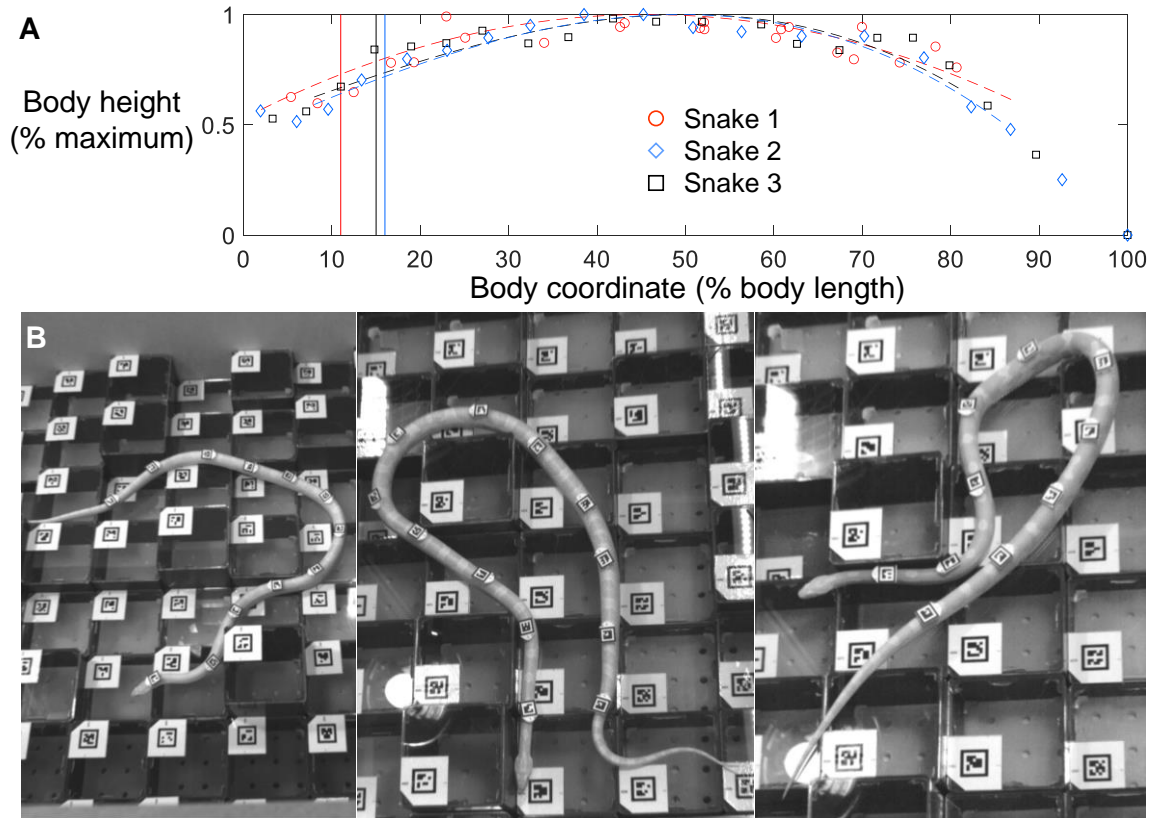 A
Body height
(% maximum)
1
0.5
0
Snake 1
Snake 2
Snake 3
0 10 20 30 40 50 60 70 80 90 100
Body coordinate (% body length)
B